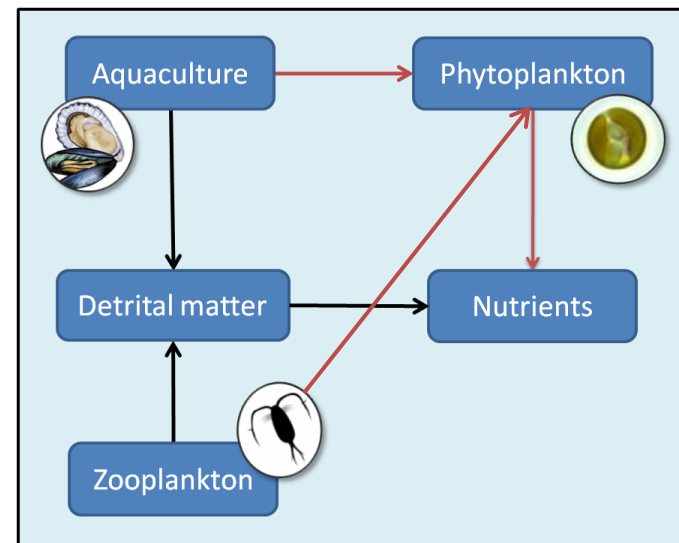 Aquaculture
Phytoplankton
Detrital matter
Nutrients
Zooplankton